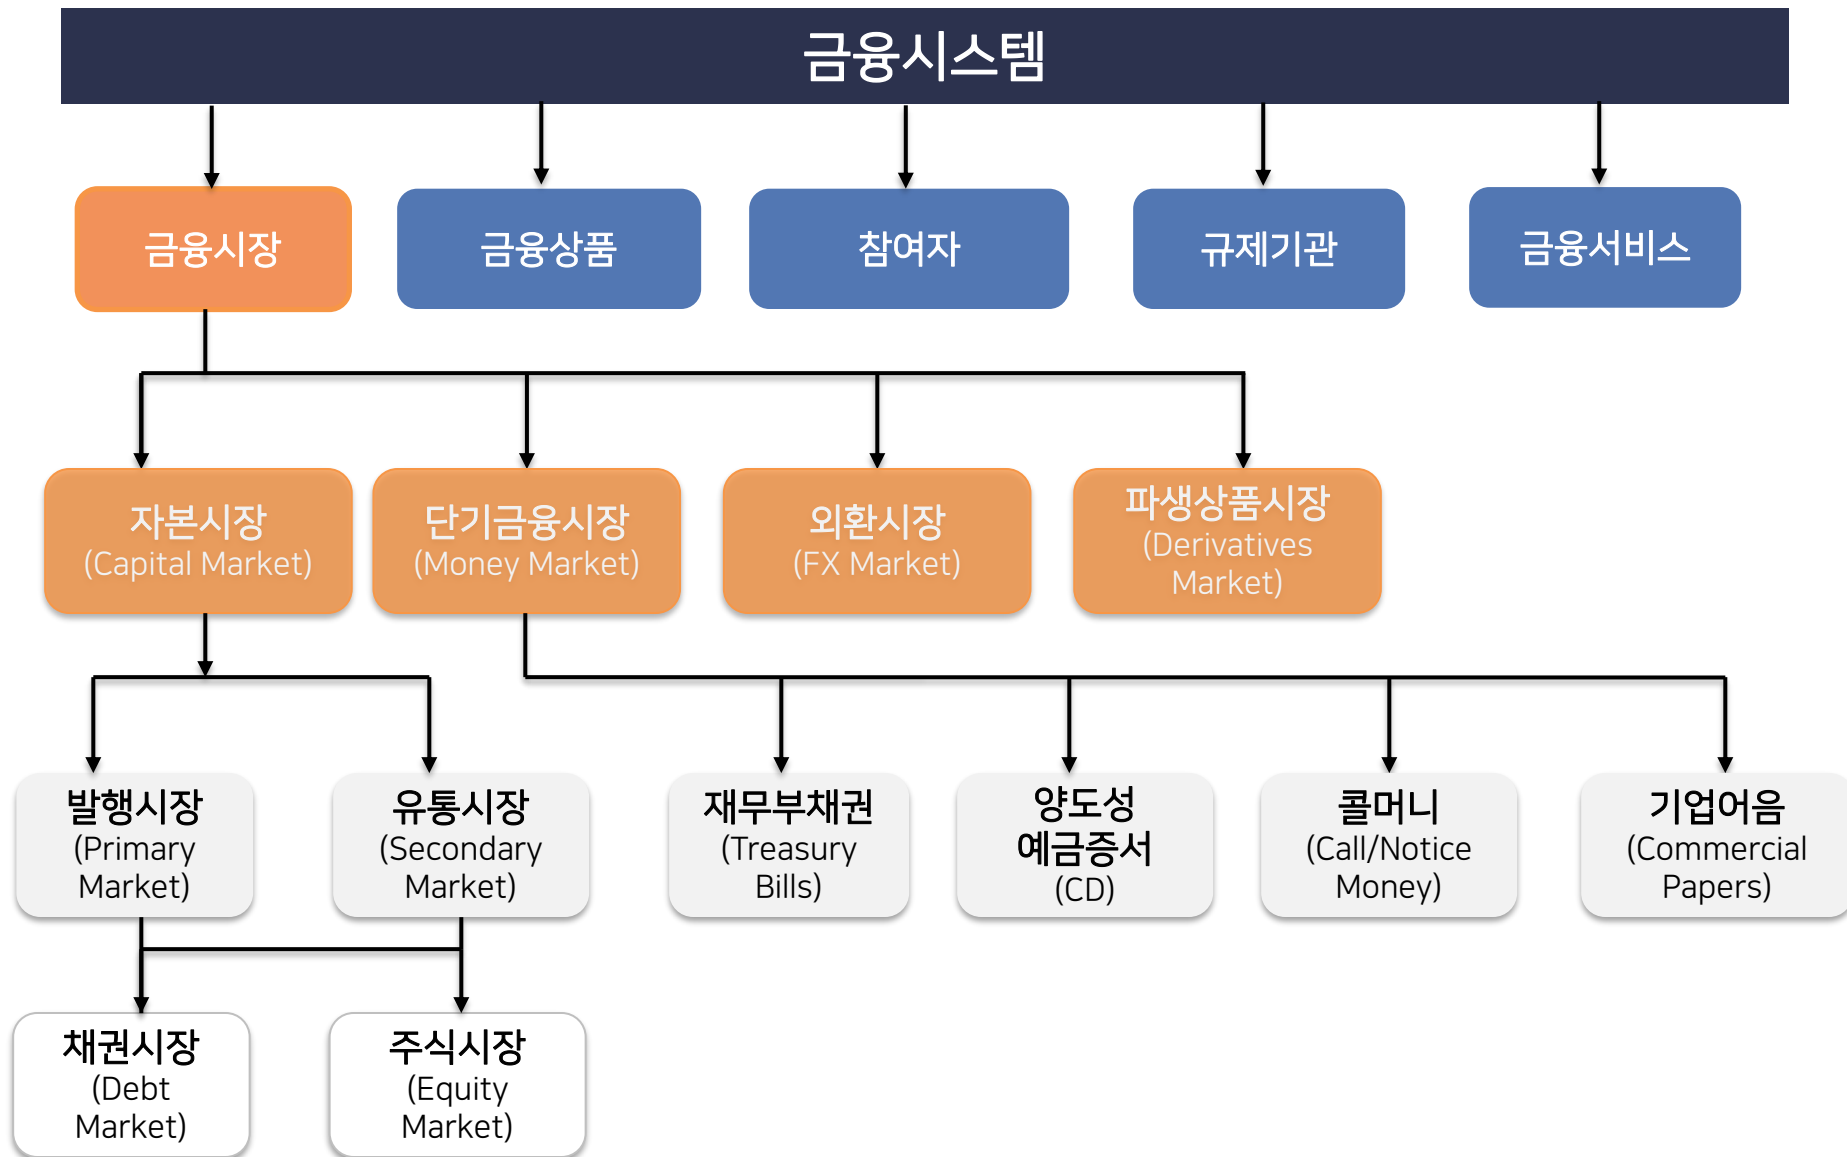 금융시스템
금융시장
금융상품
참여자
규제기관
금융서비스
자본시장
(Capital Market)
단기금융시장
(Money Market)
외환시장
(FX Market)
파생상품시장
(Derivatives
Market)
발행시장
(Primary
Market)
유통시장
(Secondary
Market)
재무부채권
(Treasury
Bills)
양도성
예금증서
(CD)
콜머니
(Call/Notice
Money)
기업어음
(Commercial
Papers)
채권시장
(Debt
Market)
주식시장
(Equity
Market)